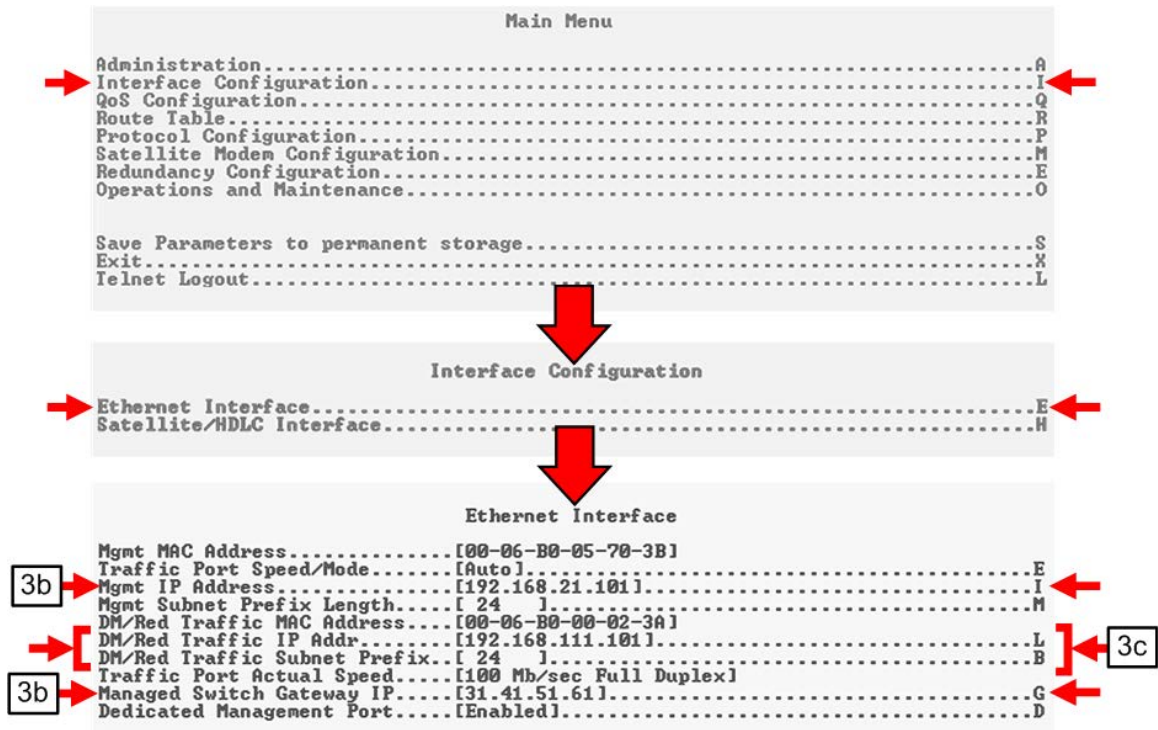 Main Menu
Administration........................................................................................A
Interface Configuration...............................................................................I
QoS Configuration.....................................................................................Q
Route Table...........................................................................................R
Protocol Configuration................................................................................P
Satellite Modem Configuration.........................................................................M
Redundancy Configuration..............................................................................E
Operations and Maintenance............................................................................O
Save Parameters to permanent storage..................................................................S
Exit..................................................................................................X
Telnet Logout.........................................................................................L
Interface Configuration
Ethernet Interface....................................................................................E
Satellite/HDLC Interface..............................................................................H
Ethernet Interface
Mgmt MAC Address..............[00-06-B0-05-70-3B]
Traffic Port Speed/Mode.......[Auto]...........................................E
3b Mgmt IP Address...............[192.168.21.101].................................I
Mgmt Subnet Prefix Length.....[ 24   ].........................................M
DM/Red Traffic MAC Address....[00-06-B0-00-02-3A]
DM/Red Traffic IP Addr........[192.168.111.101]................................L
DM/Red Traffic Subnet Prefix..[ 24   ].........................................B
3c
Traffic Port Actual Speed.....[100 Mb/sec Full Duplex]
3b Managed Switch Gateway IP.....[31.41.51.61]....................................G
Dedicated Management Port.....[Enabled]........................................D